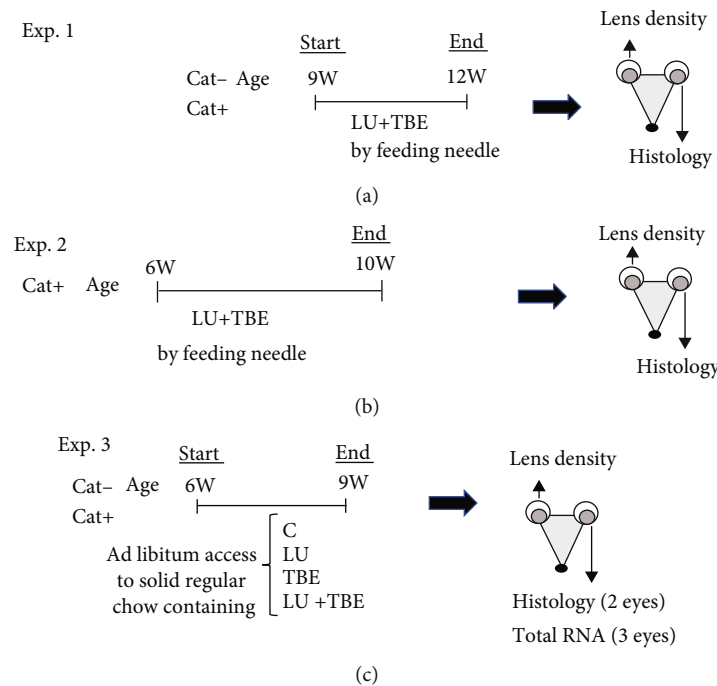 Exp. 1
Start
End
Lens density
Cat– Age 9W 12W
Cat+
LU+TBE
by feeding needle
Histology
(a)
Exp. 2
End
Lens density
6W 10W
Cat+ Age
LU+TBE
by feeding needle
Histology
(b)
Exp. 3
Start
End
Lens density
Cat– Age 6W 9W
Cat+
Ad libitum access
to solid regular
chow containing
C
LU
TBE
LU +TBE
Histology (2 eyes)
Total RNA (3 eyes)
(c)